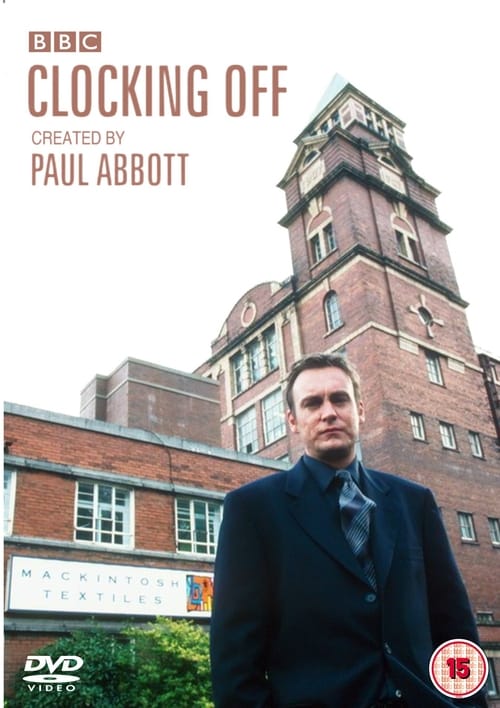 BBC
CLOCKING OFF
CREATED BY
PAUL ABBOTT
MACKINTOSH
TEXTILES
DVD
VIDEO
15